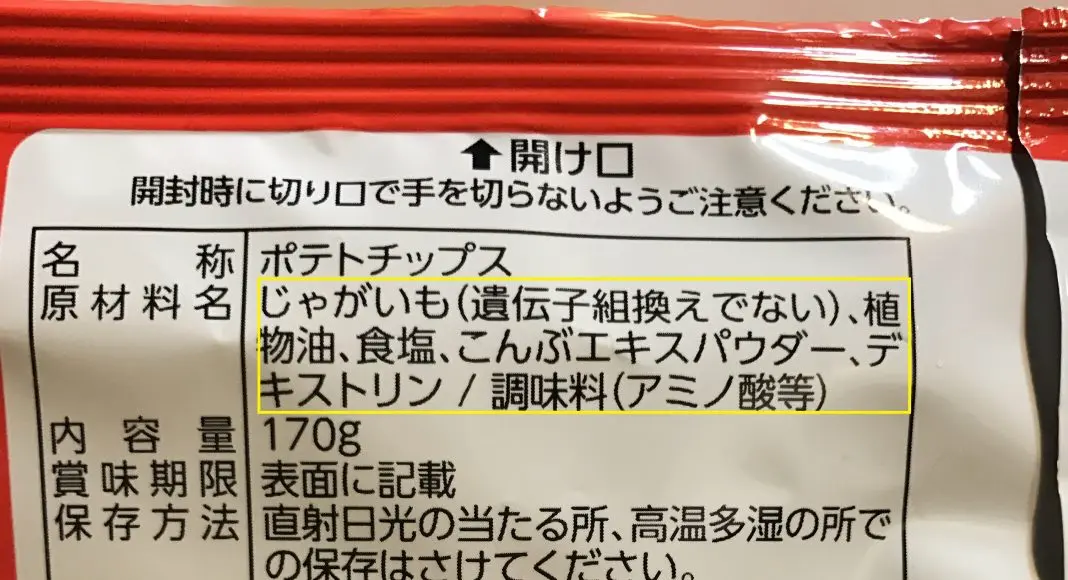 ⬆開け口
開封時に切り口で手を切らないようご注意ください。
名称 ポテトチップス
原材料名 じゃがいも(遺伝子組換えでない)、植
物油、食塩、こんぶエキスパウダー、デ
キストリン / 調味料(アミノ酸等)
内容量 170g
賞味期限 表面に記載
保存方法 直射日光の当たる所、高温多湿の所で
の保存はさけてください。